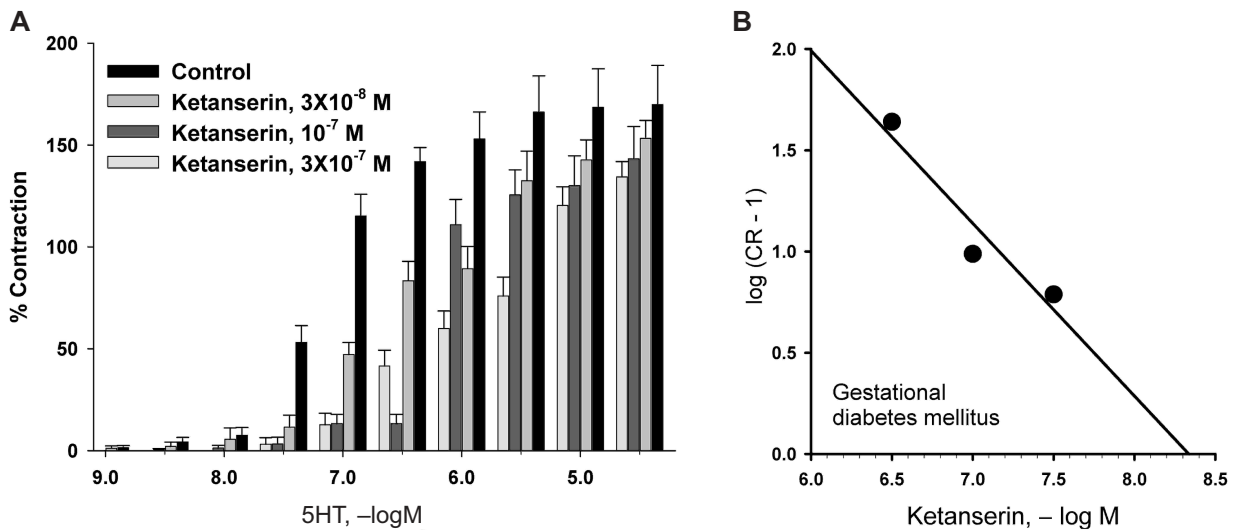 A
200
150
100
50
0
% Contraction
Control
Ketanserin, 3X10⁻⁸ M
Ketanserin, 10⁻⁷ M
Ketanserin, 3X10⁻⁷ M
9.0 8.0 7.0 6.0 5.0
5HT, –logM
B
2.0
1.5
1.0
0.5
0.0
log (CR - 1)
Gestational
diabetes mellitus
6.0 6.5 7.0 7.5 8.0 8.5
Ketanserin, – log M